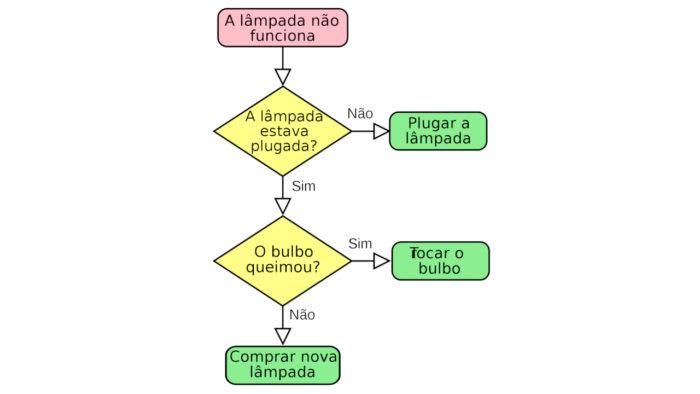 A lâmpada não
funciona
A lâmpada
estava
plugada?
Não
Plugar a
lâmpada
Sim
O bulbo
queimou?
Sim
Tocar o
bulbo
Não
Comprar nova
lâmpada